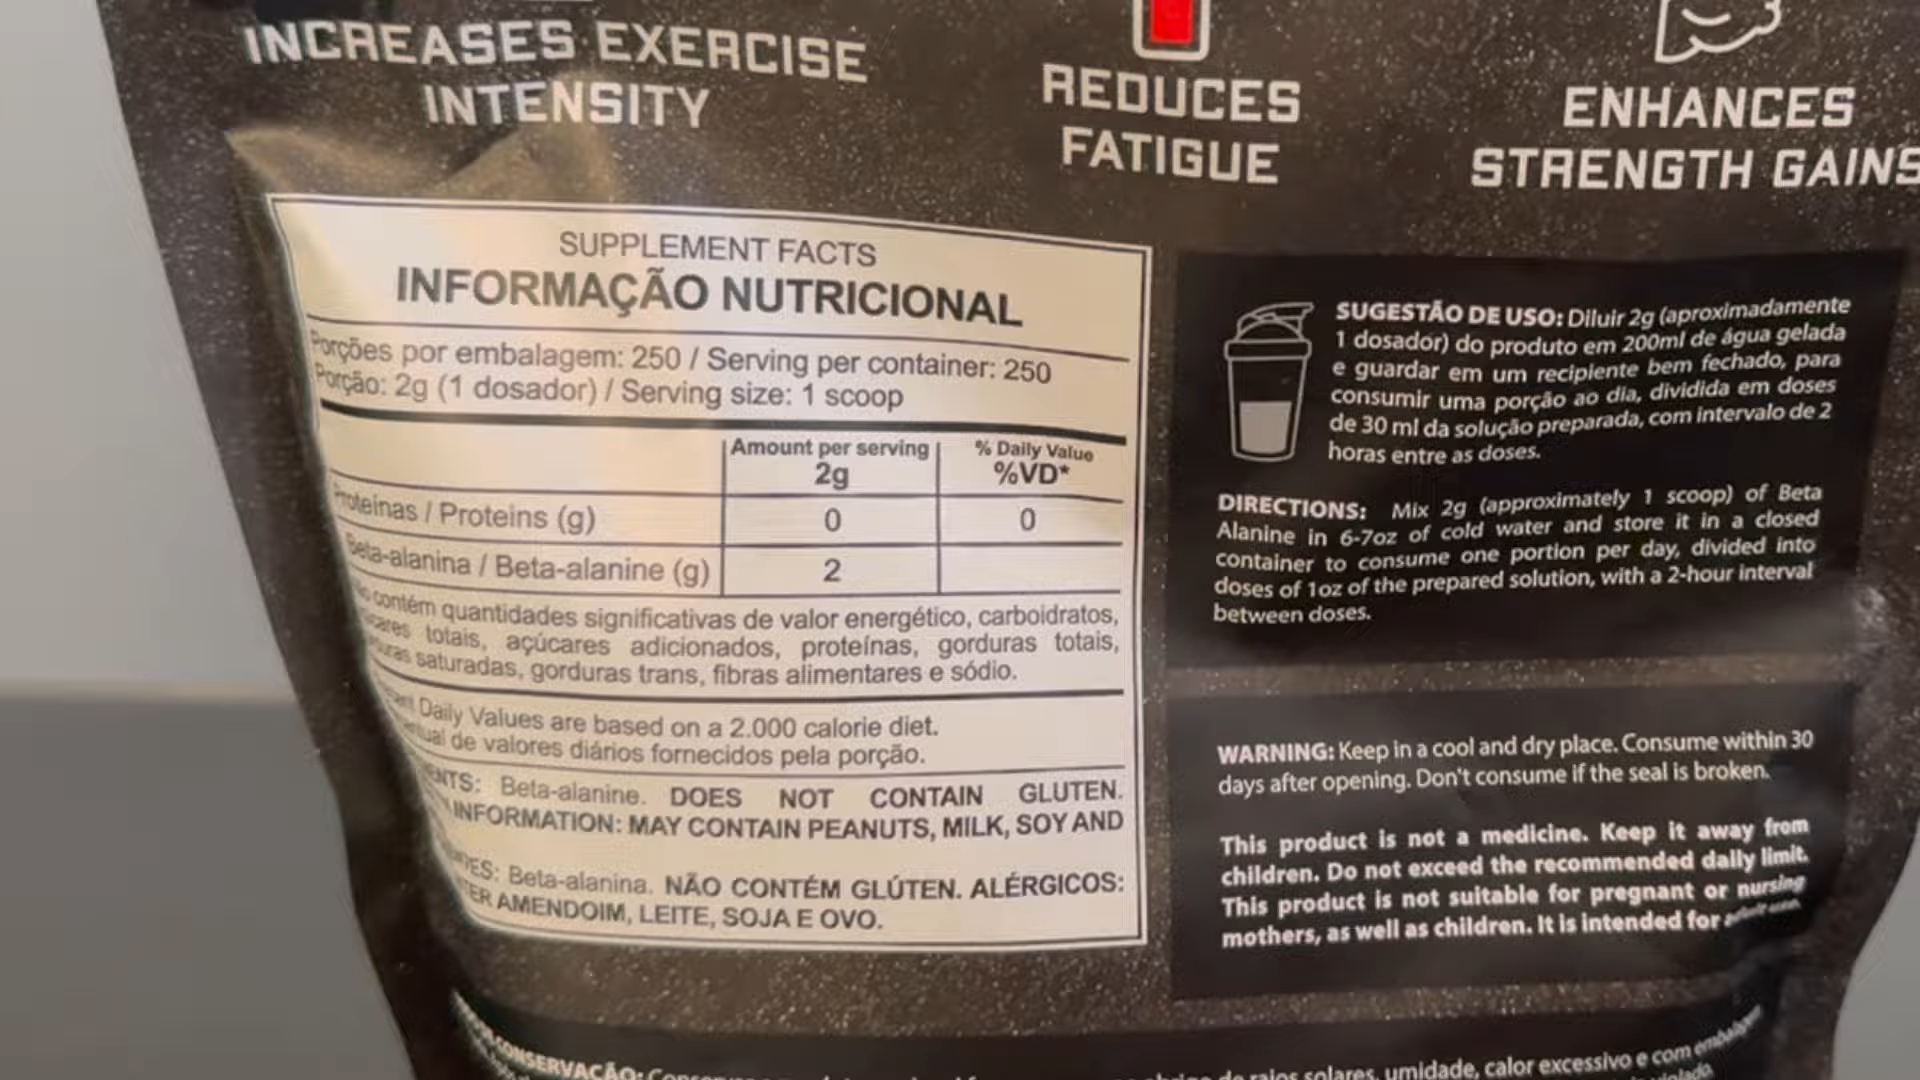 INCREASES EXERCISE
INTENSITY
REDUCES
FATIGUE
ENHANCES
STRENGTH GAINS
SUPPLEMENT FACTS
INFORMAÇÃO NUTRICIONAL
Porções por embalagem: 250 / Serving per container: 250
Porção: 2g (1 dosador) / Serving size: 1 scoop
Amount per serving
2g
% Daily Value
%VD*
Proteínas / Proteins (g) 0 0
Beta-alanina / Beta-alanine (g) 2
contém quantidades significativas de valor energético, carboidratos,
totais, açúcares adicionados, proteínas, gorduras totais,
saturadas, gorduras trans, fibras alimentares e sódio.
Daily Values are based on a 2.000 calorie diet.
de valores diários fornecidos pela porção.
Beta-alanine. DOES NOT CONTAIN GLUTEN.
INFORMATION: MAY CONTAIN PEANUTS, MILK, SOY AND
Beta-alanina. NÃO CONTÉM GLÚTEN. ALÉRGICOS:
AMENDOIM, LEITE, SOJA E OVO.
SUGESTÃO DE USO: Diluir 2g (aproximadamente
1 dosador) do produto em 200ml de água gelada
e guardar em um recipiente bem fechado, para
consumir uma porção ao dia, dividida em doses
de 30 ml da solução preparada, com intervalo de 2
horas entre as doses.
DIRECTIONS: Mix 2g (approximately 1 scoop) of Beta
Alanine in 6-7oz of cold water and store it in a closed
container to consume one portion per day, divided into
doses of 1oz of the prepared solution, with a 2-hour interval
between doses.
WARNING: Keep in a cool and dry place. Consume within 30
days after opening. Don't consume if the seal is broken.
This product is not a medicine. Keep it away from
children. Do not exceed the recommended daily limit.
This product is not suitable for pregnant or nursing
mothers, as well as children. It is intended for adult use.
CONSERVAÇÃO: de raios solares, umidade, calor excessivo e com embalagem